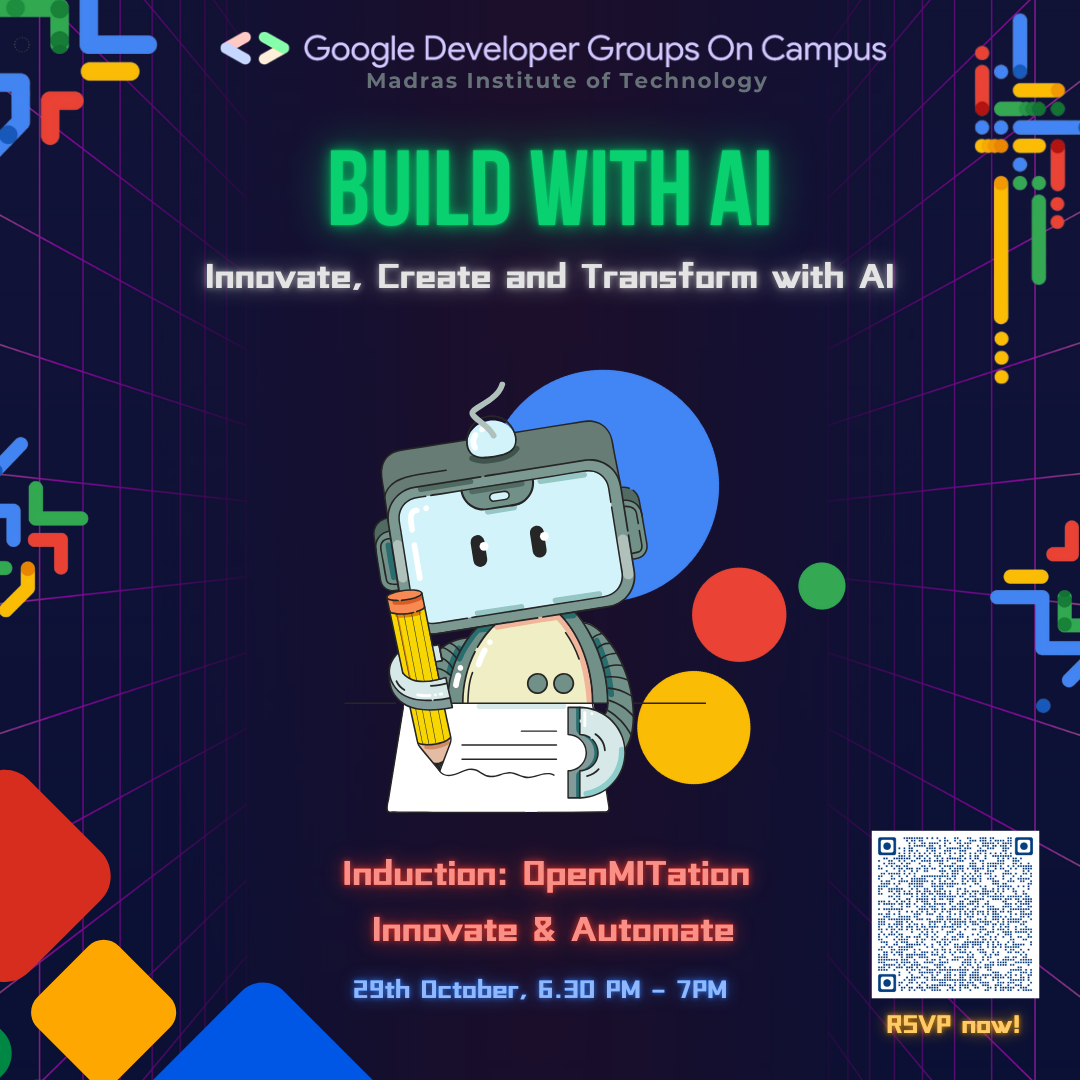 Google Developer Groups On Campus
Madras Institute of Technology
BUILD WITH AI
Innovate, Create and Transform with AI
Induction: OpenMITation
Innovate & Automate
29th October, 6.30 PM - 7PM
RSVP now!